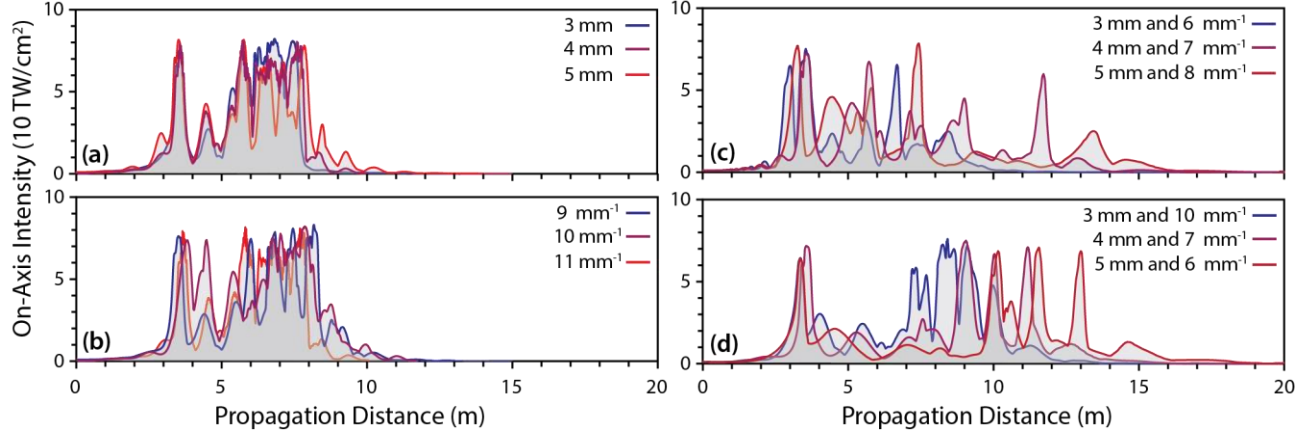 On-Axis Intensity (10 TW/cm²)
10
5
0
3 mm
4 mm
5 mm
(a)
10
5
0
9 mm⁻¹
10 mm⁻¹
11 mm⁻¹
(b)
0 5 10 15 20
Propagation Distance (m)
10
5
0
3 mm and 6 mm⁻¹
4 mm and 7 mm⁻¹
5 mm and 8 mm⁻¹
(c)
10
5
0
3 mm and 10 mm⁻¹
4 mm and 7 mm⁻¹
5 mm and 6 mm⁻¹
(d)
0 5 10 15 20
Propagation Distance (m)